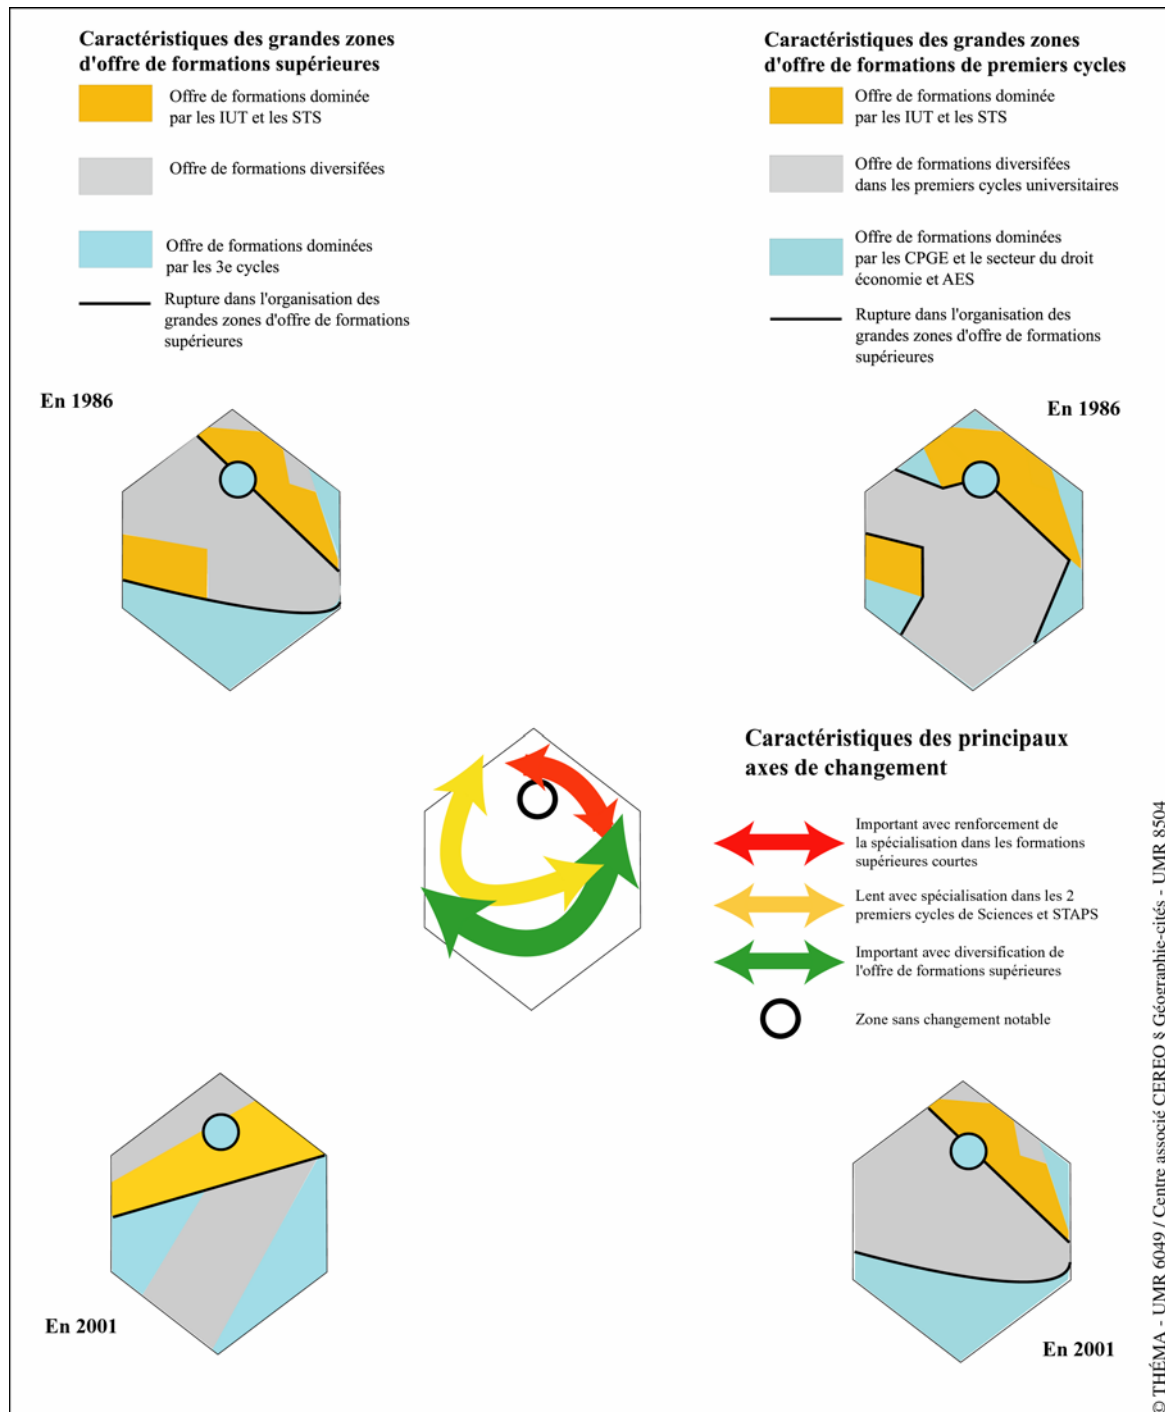 Caractéristiques des grandes zones
d'offre de formations supérieures
Offre de formations dominée
par les IUT et les STS
Offre de formations diversifées
Offre de formations dominées
par les 3e cycles
Rupture dans l'organisation des
grandes zones d'offre de formations
supérieures
Caractéristiques des grandes zones
d'offre de formations de premiers cycles
Offre de formations dominée
par les IUT et les STS
Offre de formations diversifées
dans les premiers cycles universitaires
Offre de formations dominées
par les CPGE et le secteur du droit
économie et AES
Rupture dans l'organisation des
grandes zones d'offre de formations
supérieures
En 1986
En 1986
Caractéristiques des principaux
axes de changement
Important avec renforcement de
la spécialisation dans les formations
supérieures courtes
Lent avec spécialisation dans les 2
premiers cycles de Sciences et STAPS
Important avec diversification de
l'offre de formations supérieures
Zone sans changement notable
En 2001
En 2001
© THÉMA - UMR 6049 / Centre associé CEREQ § Géographie-cités - UMR 8504